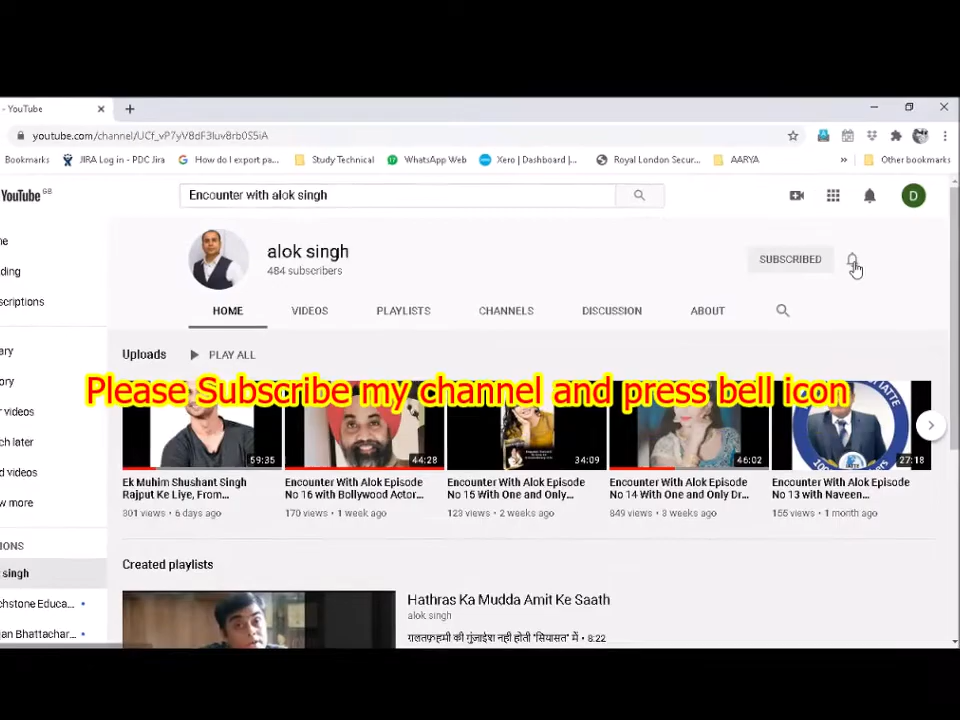 - YouTube
youtube.com/channel/UCf_vP7yV8dF3Iuv8rb0S5iA
Bookmarks JIRA Log in - PDC Jira How do I export pa... Study Technical WhatsApp Web Xero | Dashboard |... Royal London Secur... AARYA » Other bookmarks
YouTube GB Encounter with alok singh D
me
ding
scriptions
ary
ory
r videos
ch later
d videos
ow more
IONS
singh
chstone Educa...
jan Bhattachar...
alok singh
484 subscribers
SUBSCRIBED
HOME VIDEOS PLAYLISTS CHANNELS DISCUSSION ABOUT
Uploads PLAY ALL
Please Subscribe my channel and press bell icon
59:35 44:28 34:09 46:02 27:18
Ek Muhim Shushant Singh
Rajput Ke Liye, From...
301 views • 6 days ago
Encounter With Alok Episode
No 16 with Bollywood Actor...
170 views • 1 week ago
Encounter With Alok Episode
No 15 With One and Only...
123 views • 2 weeks ago
Encounter With Alok Episode
No 14 With One and Only Dr...
849 views • 3 weeks ago
Encounter With Alok Episode
No 13 with Naveen...
155 views • 1 month ago
Created playlists
Hathras Ka Mudda Amit Ke Saath
alok singh
ग़लतफ़हमी की गुंजाईश नही होती "सियासत" में • 8:22